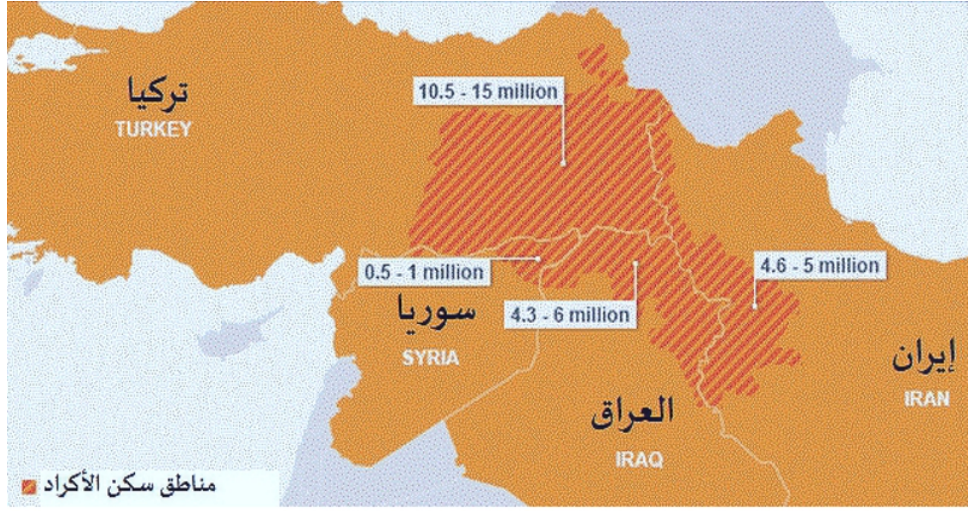 تركيا
TURKEY
10.5 - 15 million
0.5 - 1 million
4.6 - 5 million
4.3 - 6 million
سوريا
SYRIA
إيران
IRAN
العراق
IRAQ
مناطق سكن الأكراد